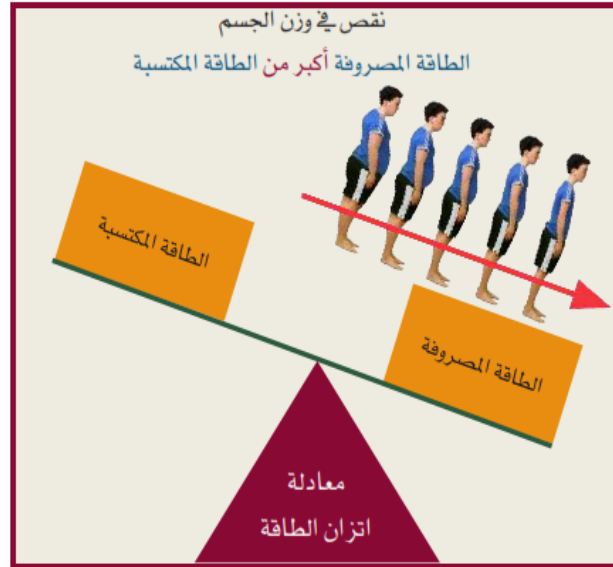 نقص في وزن الجسم
الطاقة المصروفة أكبر من الطاقة المكتسبة
الطاقة المكتسبة
الطاقة المصروفة
معادلة
اتزان الطاقة